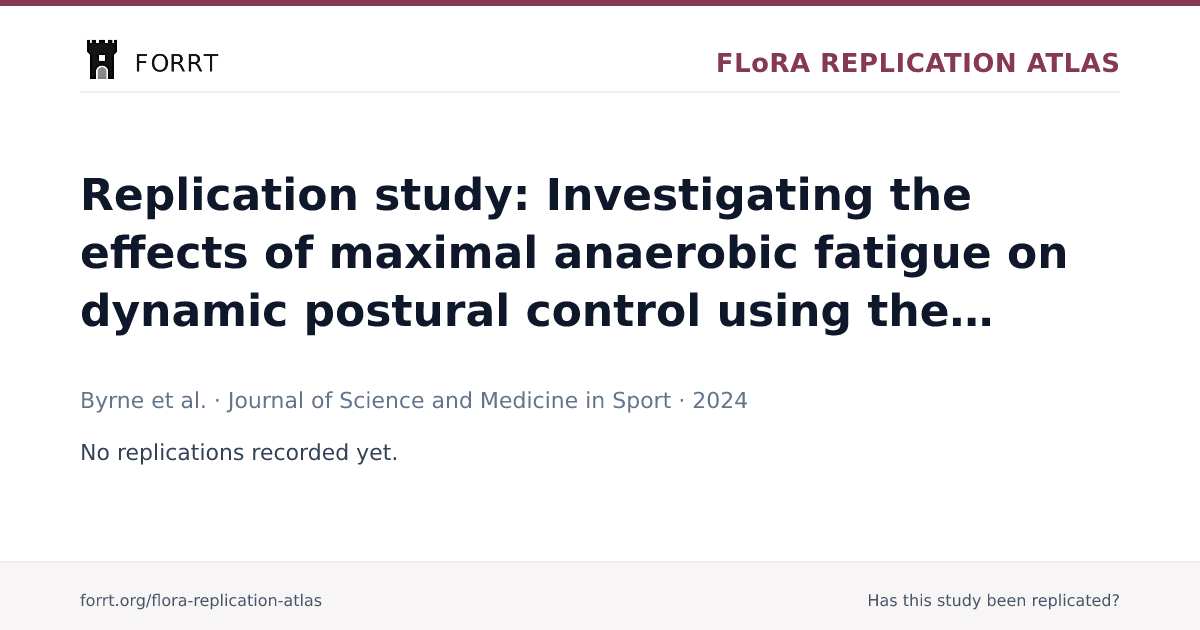 FORRT
FLoRA REPLICATION ATLAS
Replication study: Investigating the
effects of maximal anaerobic fatigue on
dynamic postural control using the…
Byrne et al. · Journal of Science and Medicine in Sport · 2024
No replications recorded yet.
forrt.org/flora-replication-atlas
Has this study been replicated?